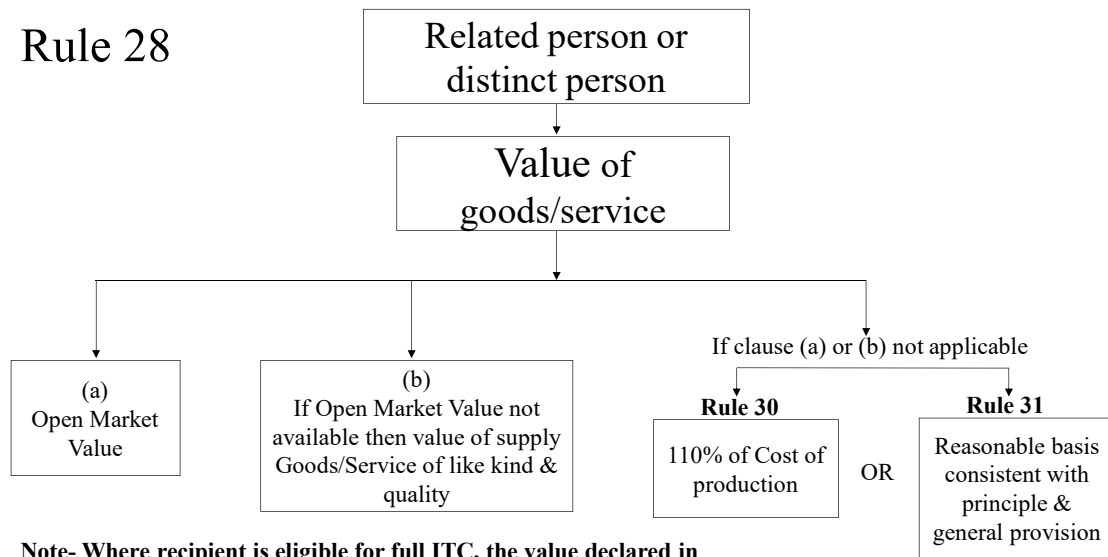 Rule 28
Related person or
distinct person
Value of
goods/service
(a)
Open Market
Value
(b)
If Open Market Value not
available then value of supply
Goods/Service of like kind &
quality
If clause (a) or (b) not applicable
Rule 30
110% of Cost of
production
OR
Rule 31
Reasonable basis
consistent with
principle &
general provision
Note- Where recipient is eligible for full ITC, the value declared in